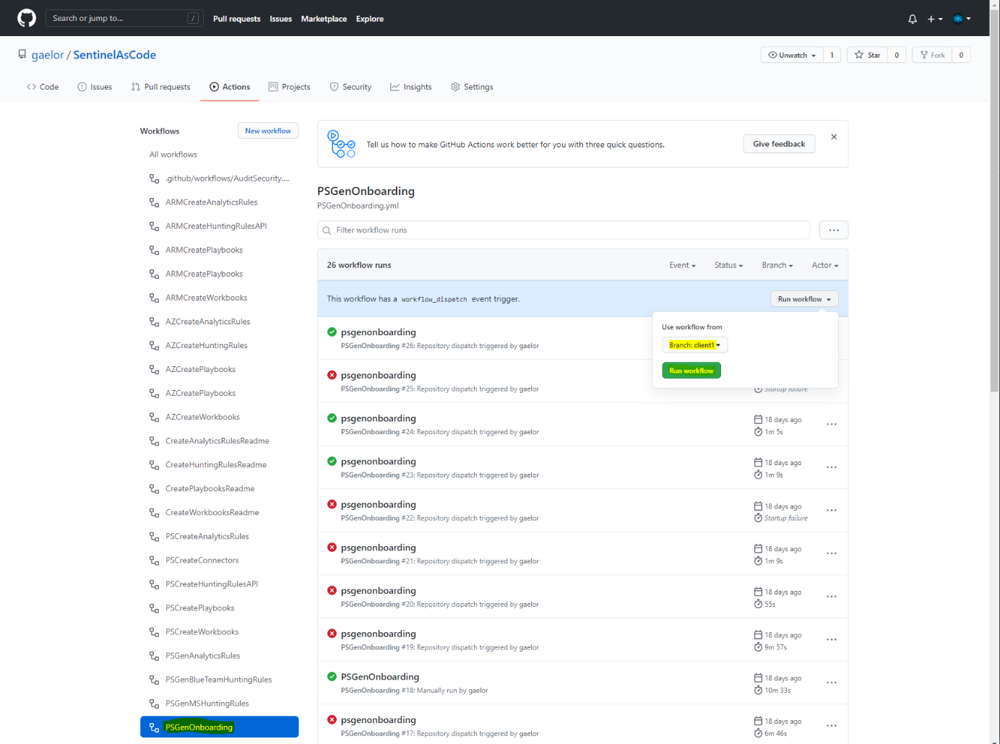 Search or jump to... /
Pull requests Issues Marketplace Explore
gaelor / SentinelAsCode
Unwatch 1 Star 0 Fork 0
Code Issues Pull requests Actions Projects Security Insights Settings
Workflows
New workflow
All workflows
.github/workflows/AuditSecurity....
ARMCreateAnalyticsRules
ARMCreateHuntingRulesAPI
ARMCreatePlaybooks
ARMCreatePlaybooks
ARMCreateWorkbooks
AZCreateAnalyticsRules
AZCreateHuntingRules
AZCreatePlaybooks
AZCreatePlaybooks
AZCreateWorkbooks
CreateAnalyticsRulesReadme
CreateHuntingRulesReadme
CreatePlaybooksReadme
CreateWorkbooksReadme
PSCreateAnalyticsRules
PSCreateConnectors
PSCreateHuntingRulesAPI
PSCreatePlaybooks
PSCreateWorkbooks
PSGenAnalyticsRules
PSGenBlueTeamHuntingRules
PSGenMSHuntingRules
PSGenOnboarding
Tell us how to make GitHub Actions work better for you with three quick questions.
Give feedback
PSGenOnboarding
PSGenOnboarding.yml
Filter workflow runs
26 workflow runs
Event Status Branch Actor
This workflow has a workflow_dispatch event trigger.
Run workflow
Use workflow from
Branch: client1
Run workflow
psgenonboarding
PSGenOnboarding #26: Repository dispatch triggered by gaelor
psgenonboarding
PSGenOnboarding #25: Repository dispatch triggered by gaelor
Startup failure
psgenonboarding
PSGenOnboarding #24: Repository dispatch triggered by gaelor
18 days ago
1m 5s
psgenonboarding
PSGenOnboarding #23: Repository dispatch triggered by gaelor
18 days ago
1m 9s
psgenonboarding
PSGenOnboarding #22: Repository dispatch triggered by gaelor
18 days ago
Startup failure
psgenonboarding
PSGenOnboarding #21: Repository dispatch triggered by gaelor
18 days ago
1m 9s
psgenonboarding
PSGenOnboarding #20: Repository dispatch triggered by gaelor
18 days ago
55s
psgenonboarding
PSGenOnboarding #19: Repository dispatch triggered by gaelor
18 days ago
9m 57s
PSGenOnboarding
PSGenOnboarding #18: Manually run by gaelor
18 days ago
10m 33s
psgenonboarding
PSGenOnboarding #17: Repository dispatch triggered by gaelor
18 days ago
6m 46s